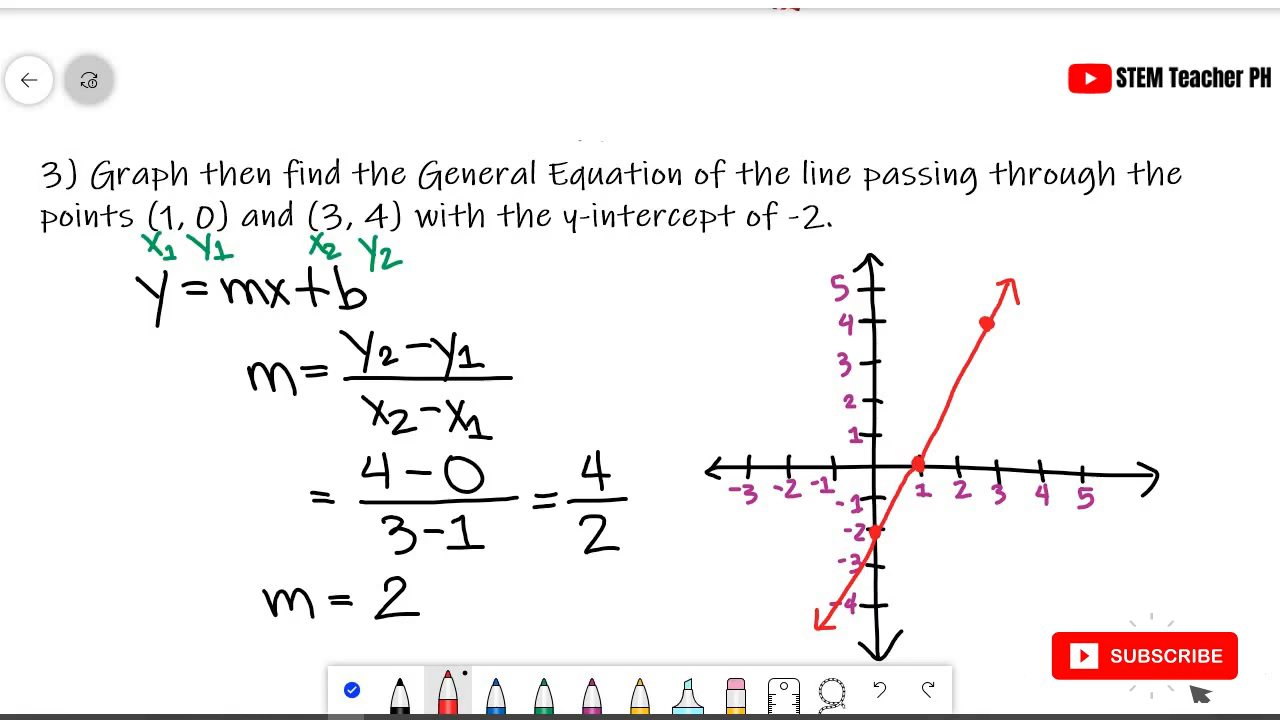 STEM Teacher PH
3) Graph then find the General Equation of the line passing through the
points (1, 0) and (3, 4) with the y-intercept of -2.
x₁ y₁ x₂ y₂
y = mx + b
m = y₂ - y₁
x₂ - x₁
= 4 - 0 = 4
3 - 1 2
m = 2
5
4
3
2
1
-3 -2 -1 1 2 3 4 5
-1
-2
-3
-4
SUBSCRIBE